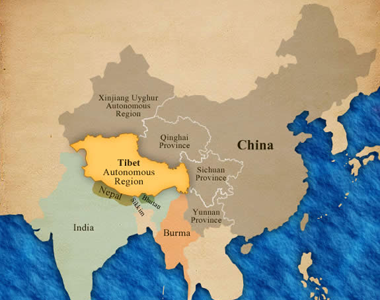 Xinjiang Uyghur
Autonomous
Region
Qinghai
Province
China
Tibet
Autonomous
Region
Sichuan
Province
Nepal
Sikkim
Bhutan
Yunnan
Province
India
Burma